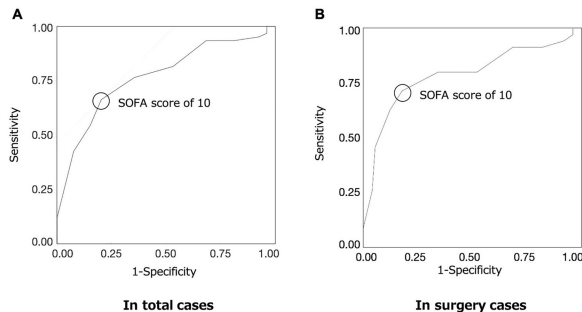 A
1.00
0.75
0.50
0.25
0.00
Sensitivity
SOFA score of 10
0.00 0.25 0.50 0.75 1.00
1-Specificity
In total cases
B
1.00
0.75
0.50
0.25
0.00
Sensitivity
SOFA score of 10
0.00 0.25 0.50 0.75 1.00
1-Specificity
In surgery cases